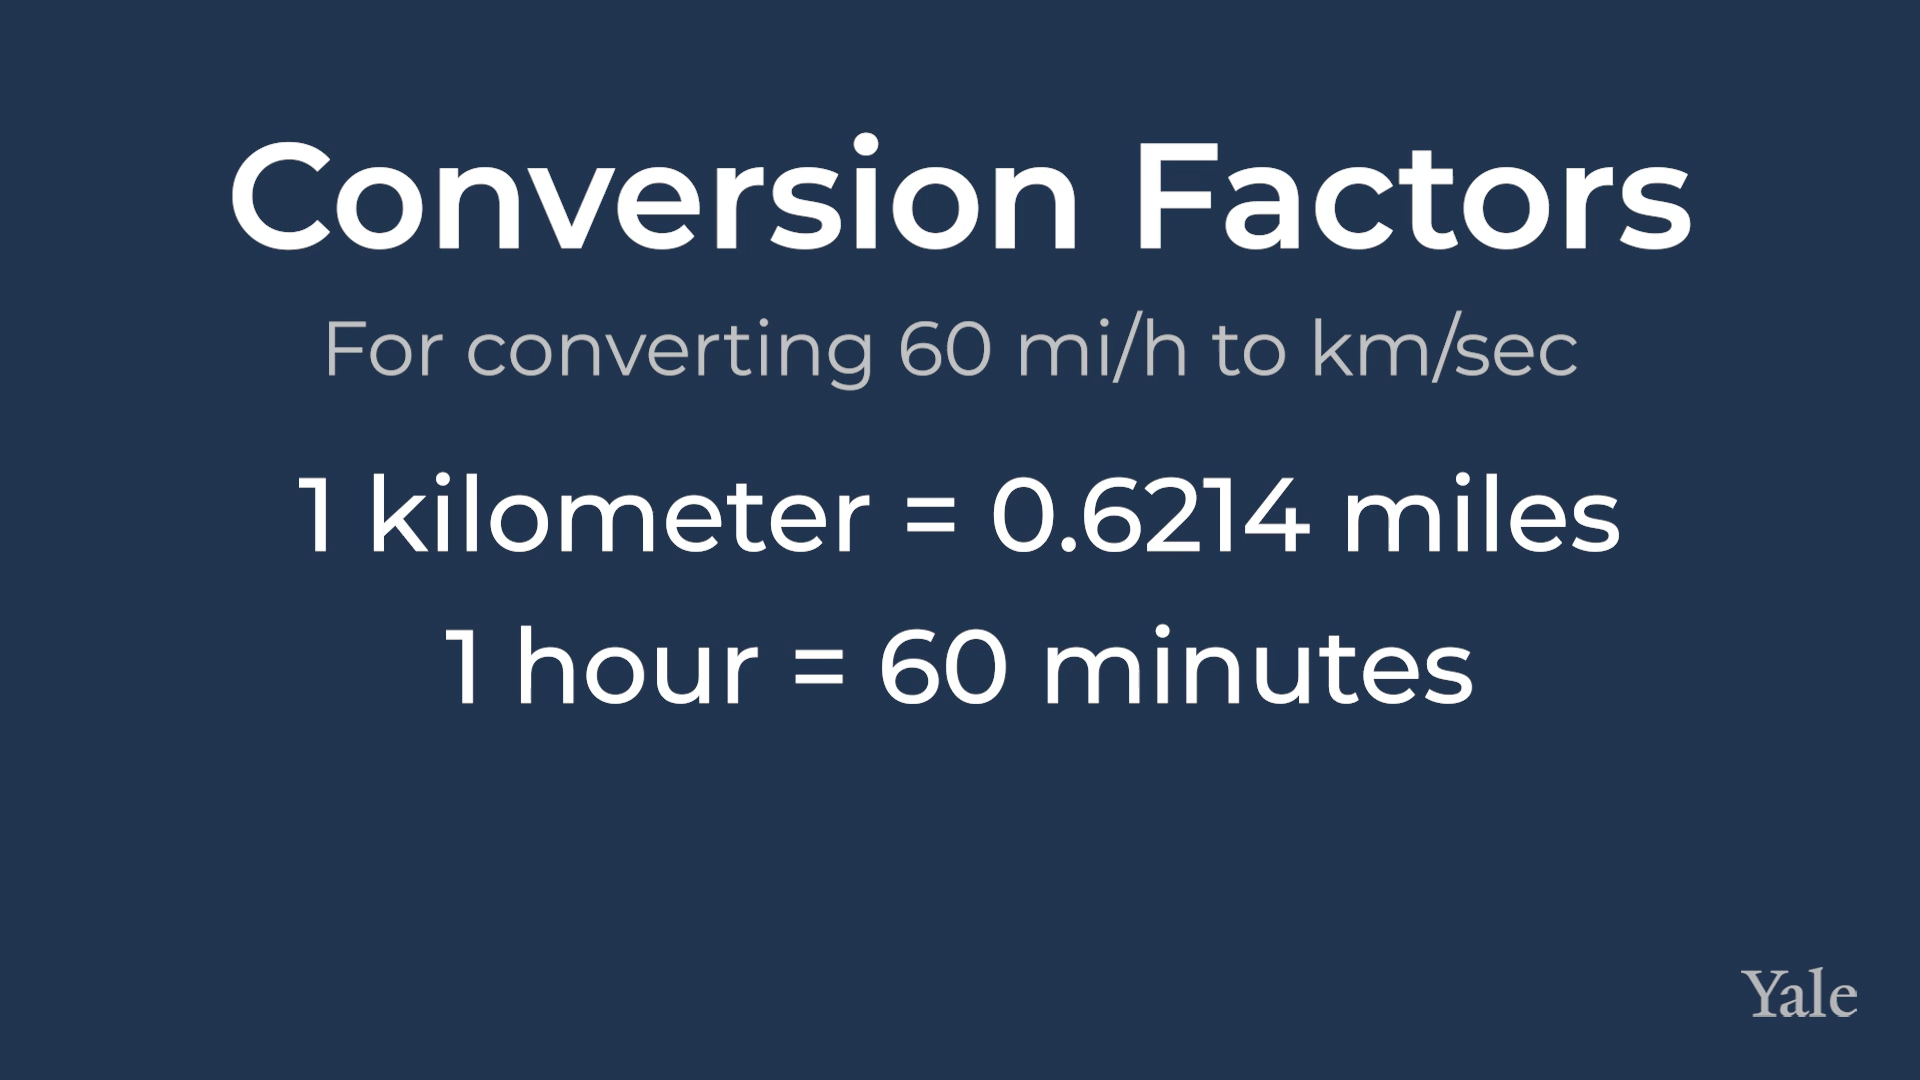 Conversion Factors
For converting 60 mi/h to km/sec
1 kilometer = 0.6214 miles
1 hour = 60 minutes
Yale